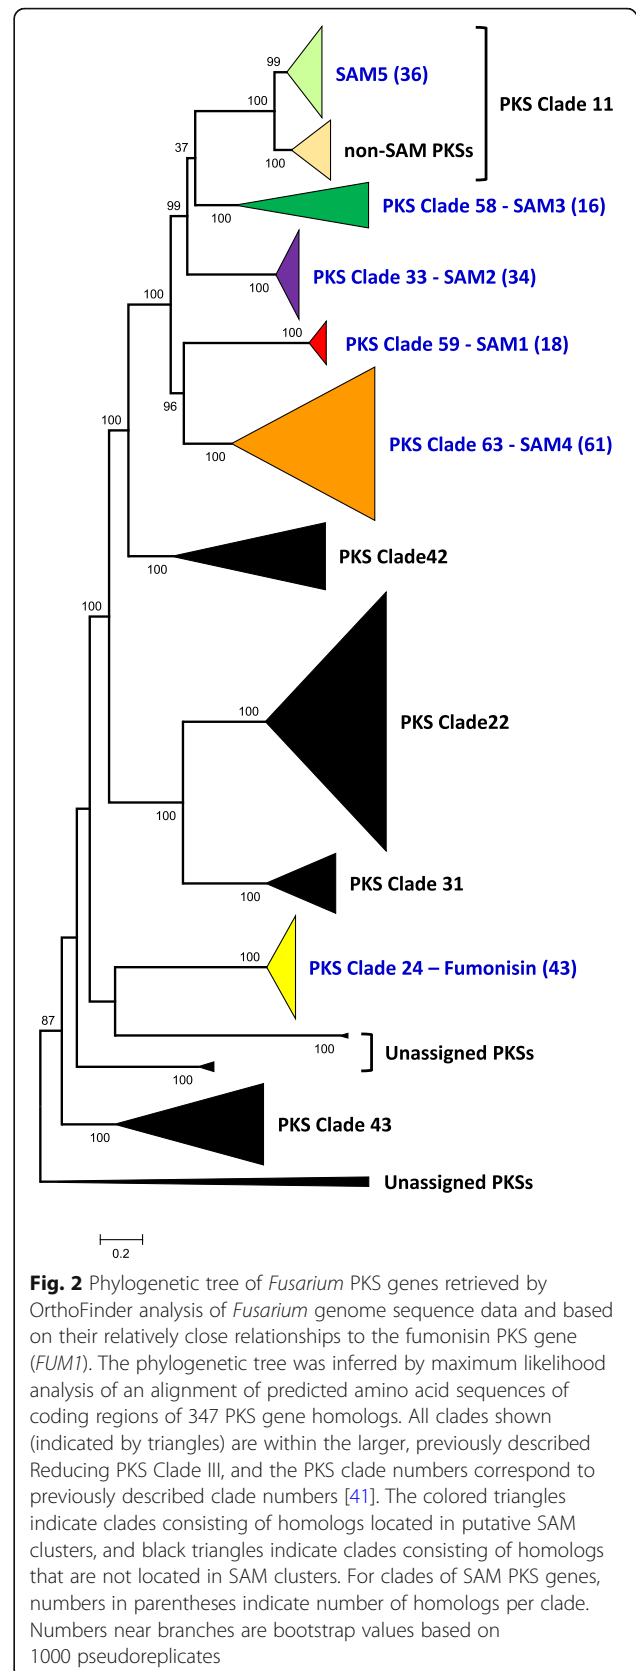 99
SAM5 (36)
100
PKS Clade 11
37
100
non-SAM PKSs
99
100
PKS Clade 58 - SAM3 (16)
100
100
PKS Clade 33 - SAM2 (34)
100
PKS Clade 59 - SAM1 (18)
96
100
100
PKS Clade 63 - SAM4 (61)
100
PKS Clade42
100
100
PKS Clade22
100
100
PKS Clade 31
100
PKS Clade 24 – Fumonisin (43)
87
100
Unassigned PKSs
100
100
PKS Clade 43
Unassigned PKSs
0.2
Fig. 2 Phylogenetic tree of Fusarium PKS genes retrieved by
OrthoFinder analysis of Fusarium genome sequence data and based
on their relatively close relationships to the fumonisin PKS gene
(FUM1). The phylogenetic tree was inferred by maximum likelihood
analysis of an alignment of predicted amino acid sequences of
coding regions of 347 PKS gene homologs. All clades shown
(indicated by triangles) are within the larger, previously described
Reducing PKS Clade III, and the PKS clade numbers correspond to
previously described clade numbers [41]. The colored triangles
indicate clades consisting of homologs located in putative SAM
clusters, and black triangles indicate clades consisting of homologs
that are not located in SAM clusters. For clades of SAM PKS genes,
numbers in parentheses indicate number of homologs per clade.
Numbers near branches are bootstrap values based on
1000 pseudoreplicates